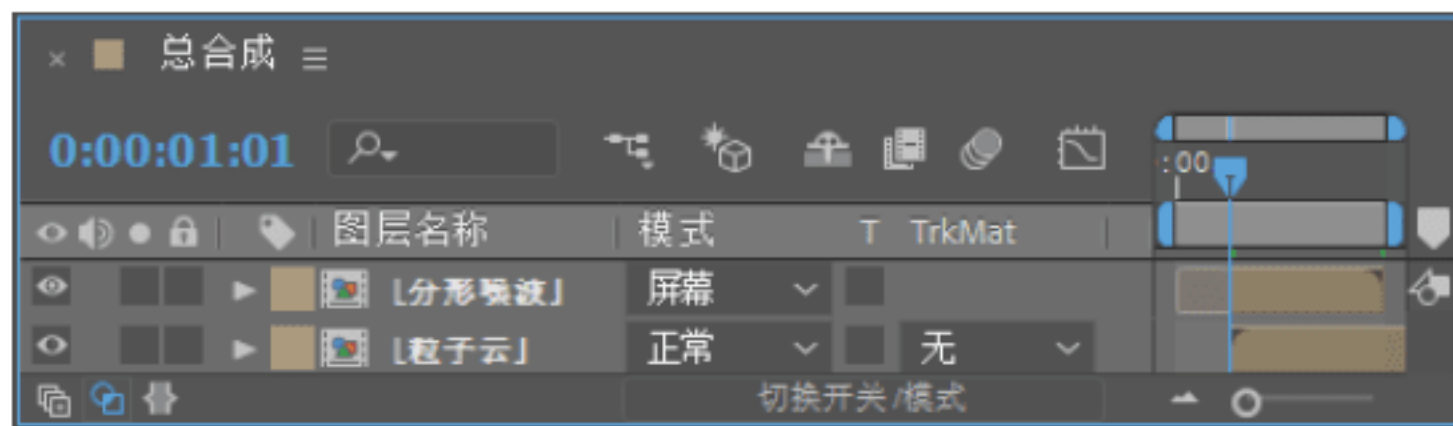 总合成
0:00:01:01
:00
图层名称 模式 T TrkMat
[分形噪波] 屏幕
[粒子云] 正常 无
切换开关/模式